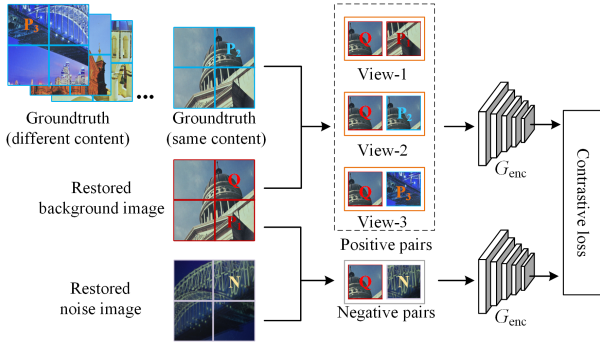 P3
...
Groundtruth
(different content)
P2
Groundtruth
(same content)
Restored
background image
Q
P1
Restored
noise image
N
Q P1
View-1
Q P2
View-2
Q P3
View-3
Positive pairs
Q N
Negative pairs
Genc
Genc
Contrastive loss